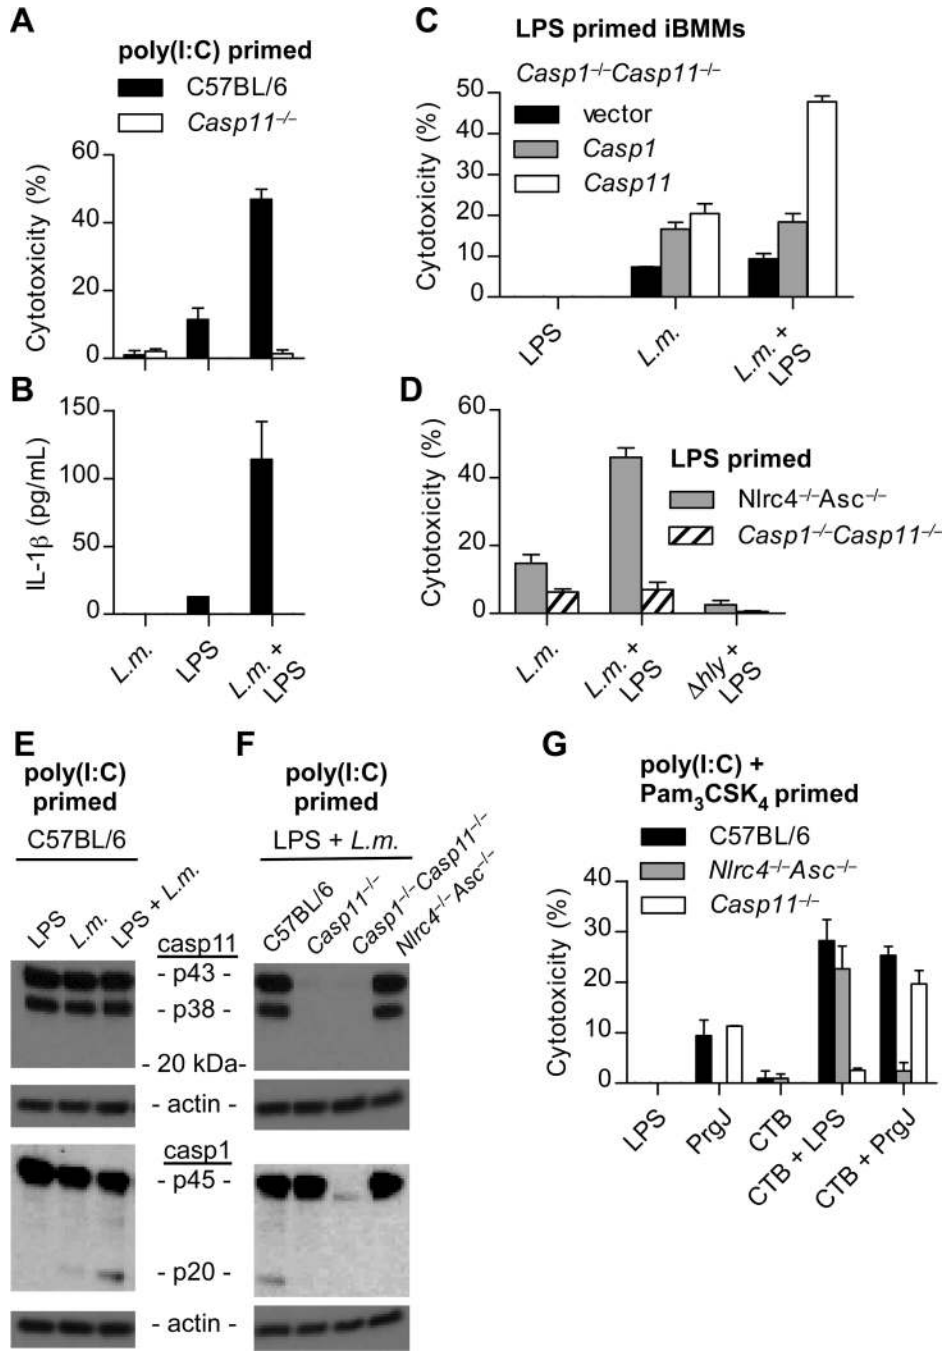 A
poly(I:C) primed
C57BL/6
Casp11–/–
Cytotoxicity (%)
60
40
20
0
B
IL-1β (pg/mL)
150
100
50
0
L.m.
LPS
L.m. +
LPS
C
LPS primed iBMMs
Casp1–/–Casp11–/–
vector
Casp1
Casp11
Cytotoxicity (%)
50
40
30
20
10
0
LPS
L.m.
L.m. +
LPS
D
Cytotoxicity (%)
60
40
20
0
LPS primed
Nlrc4–/–Asc–/–
Casp1–/–Casp11–/–
L.m.
L.m. +
LPS
Δhly +
LPS
E
poly(I:C)
primed
C57BL/6
LPS
L.m.
LPS + L.m.
casp11
- p43 -
- p38 -
- 20 kDa-
- actin -
casp1
- p45 -
- p20 -
- actin -
F
poly(I:C)
primed
LPS + L.m.
C57BL/6
Casp11–/–
Casp1–/–Casp11–/–
Nlrc4–/–Asc–/–
G
poly(I:C) +
Pam3CSK4 primed
C57BL/6
Nlrc4–/–Asc–/–
Casp11–/–
Cytotoxicity (%)
40
30
20
10
0
LPS
PrgJ
CTB
CTB + LPS
CTB + PrgJ